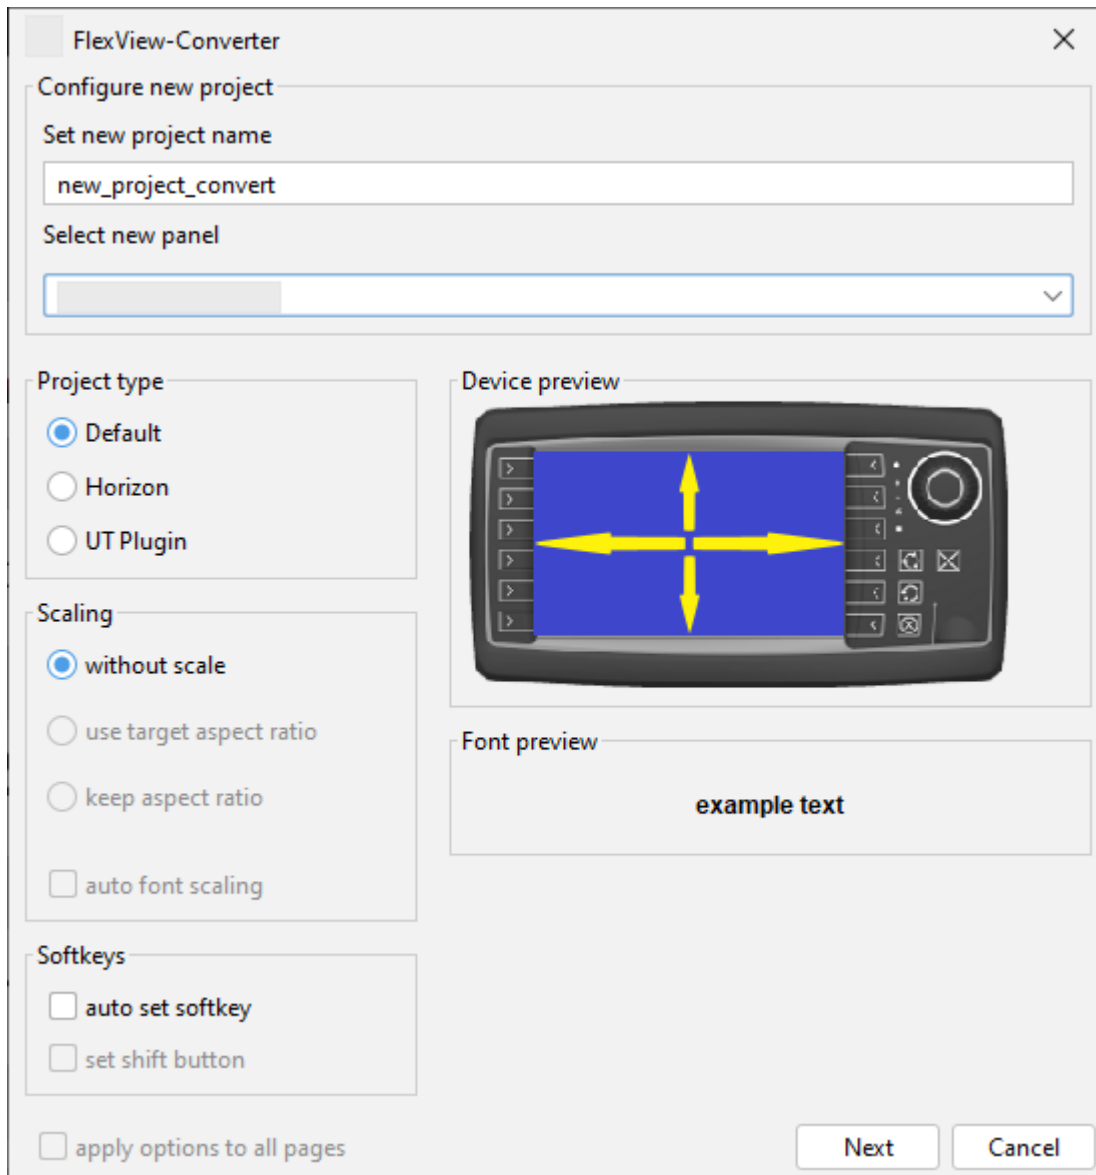 FlexView-Converter
Configure new project
Set new project name
new_project_convert
Select new panel
Project type
Default
Horizon
UT Plugin
Device preview
Scaling
without scale
use target aspect ratio
keep aspect ratio
auto font scaling
Font preview
example text
Softkeys
auto set softkey
set shift button
apply options to all pages
Next
Cancel